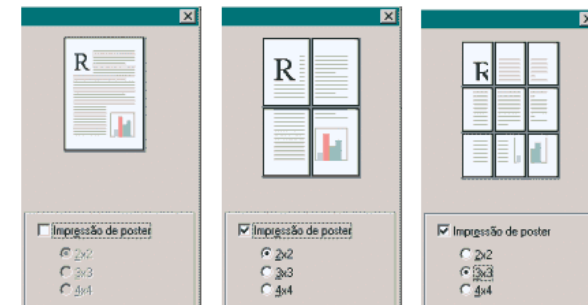 R
Impressão de poster
2x2
3x3
4x4
R
Impressão de poster
2x2
3x3
4x4
R
Impressão de poster
2x2
3x3
4x4